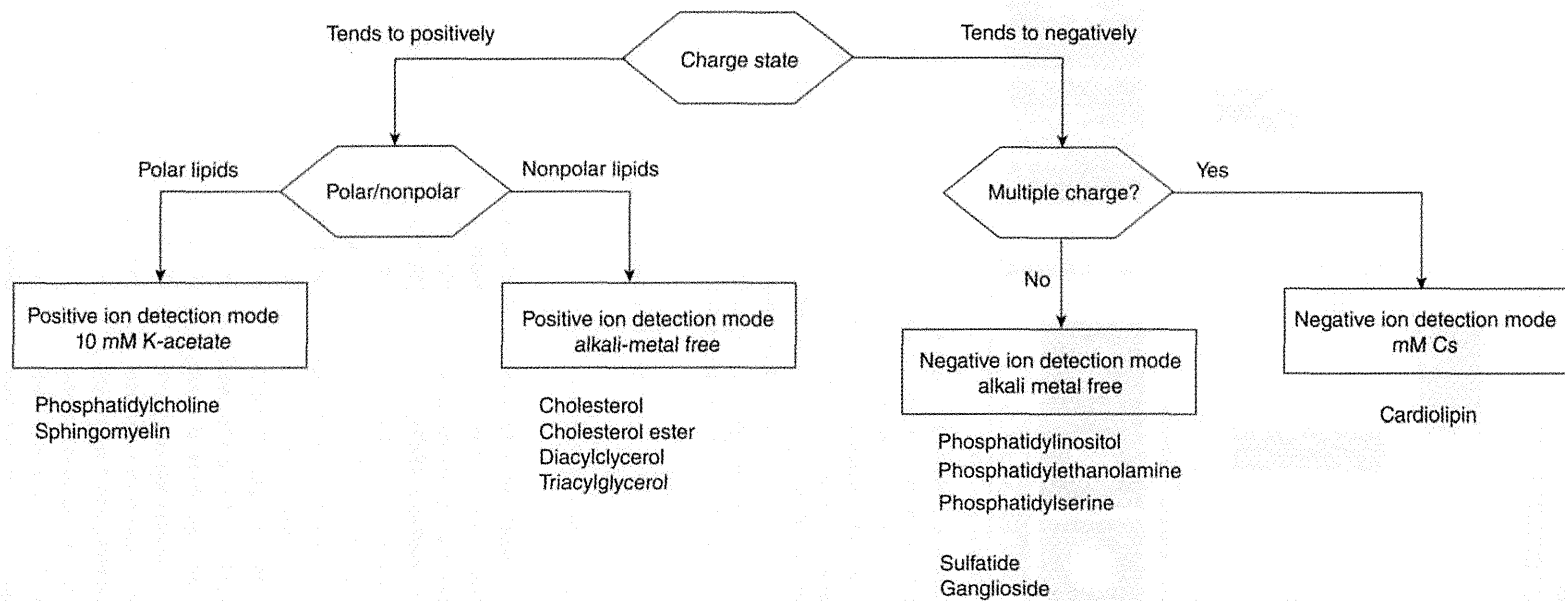 Tends to positively
Charge state
Tends to negatively
Polar lipids
Polar/nonpolar
Nonpolar lipids
Multiple charge?
Yes
No
Positive ion detection mode
10 mM K-acetate
Positive ion detection mode
alkali-metal free
Negative ion detection mode
alkali metal free
Negative ion detection mode
mM Cs
Phosphatidylcholine
Sphingomyelin
Cholesterol
Cholesterol ester
Diacylclycerol
Triacylglycerol
Phosphatidylinositol
Phosphatidylethanolamine
Phosphatidylserine
Sulfatide
Ganglioside
Cardiolipin